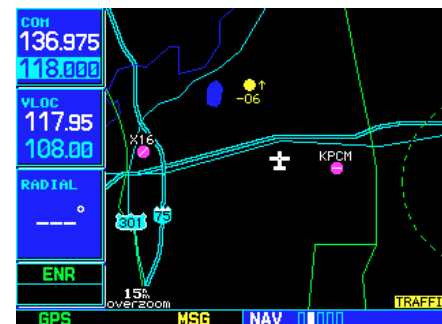 COM
136.975
118.000
VLOC
117.95
108.00
RADIAL
---°
ENR
X16
-06
KPCM
301
75
15
overzoom
TRAFFI
GPS
MSG
NAV